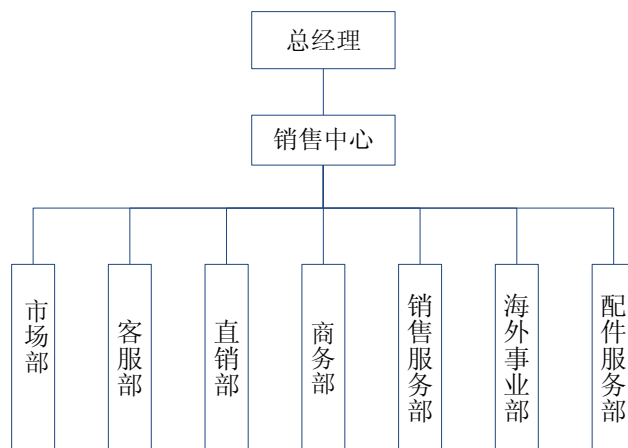 总经理
销售中心
市场部
客服部
直销部
商务部
销售服务部
海外事业部
配件服务部